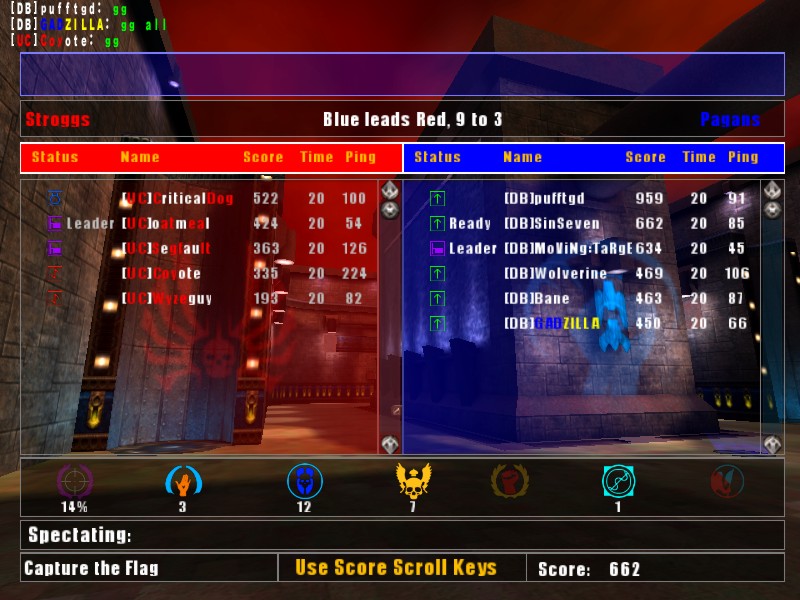 [DB]pufftgd: gg
[DB]GADZILLA: gg all
[UC]Coyote: gg
Stroggs Blue leads Red, 9 to 3 Pagans
Status Name Score Time Ping Status Name Score Time Ping
[UC]CriticalDog 522 20 100 [DB]pufftgd 959 20 91
Leader [UC]oatmeal 424 20 54 Ready [DB]SinSeven 662 20 85
[UC]Segfault 363 20 126 Leader [DB]MoViNg:TaRgE 634 20 45
[UC]Coyote 335 20 224 [DB]Wolverine 469 20 106
[UC]Wyzeguy 193 20 82 [DB]Bane 463 20 87
[DB]GADZILLA 450 20 66
14% 3 12 7 1
Spectating:
Capture the Flag Use Score Scroll Keys Score: 662